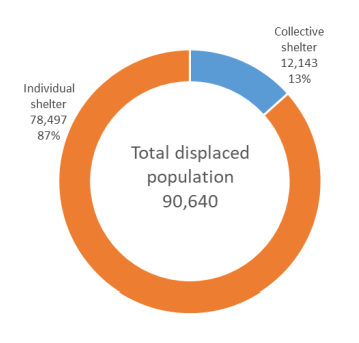 Collective
shelter
12,143
13%
Individual
shelter
78,497
87%
Total displaced
population
90,640